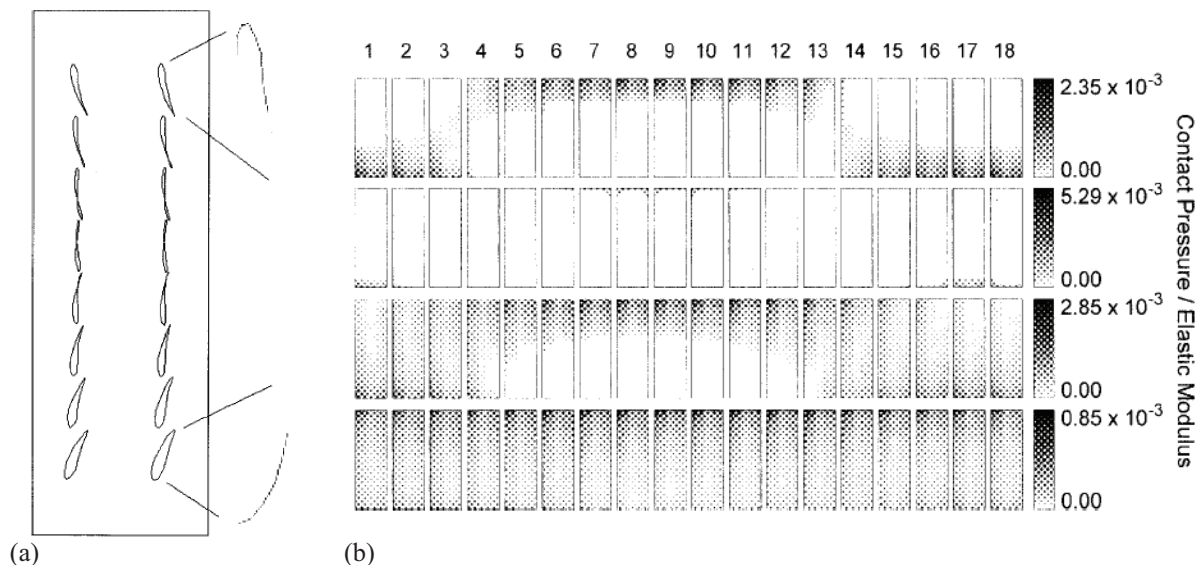 1 2 3 4 5 6 7 8 9 10 11 12 13 14 15 16 17 18
2.35 x 10⁻³
0.00
5.29 x 10⁻³
0.00
2.85 x 10⁻³
0.00
0.85 x 10⁻³
0.00
Contact Pressure / Elastic Modulus
(a)
(b)